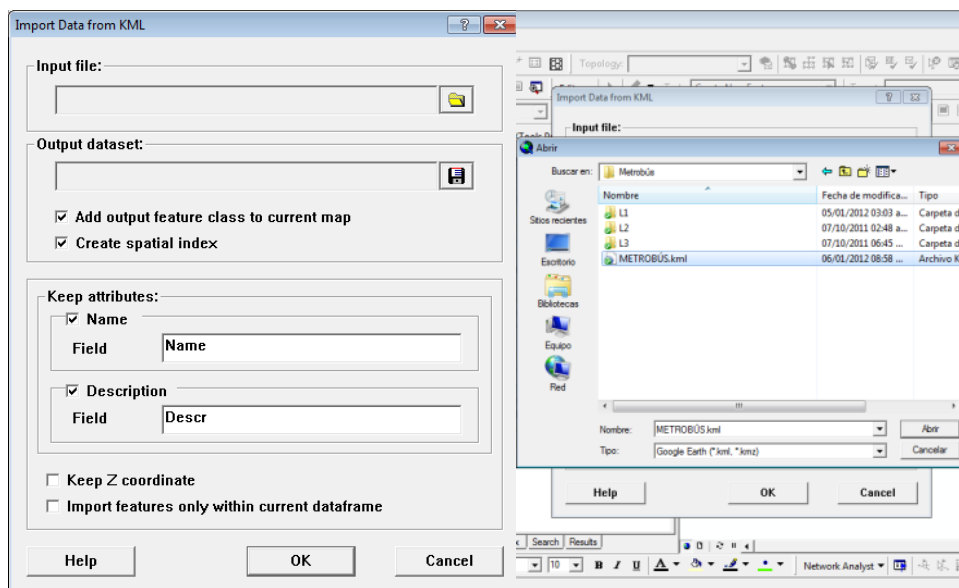 Import Data from KML
Input file:
Output dataset:
Add output feature class to current map
Create spatial index
Keep attributes:
Name
Field Name
Description
Field Descr
Keep Z coordinate
Import features only within current dataframe
Help OK Cancel
Topology:
Import Data from KML
Input file:
Abrir
Buscar en: Metrobús
Nombre Fecha de modifica... Tipo
L1 05/01/2012 03:03 a... Carpeta d
L2 07/10/2011 02:48 a... Carpeta d
L3 07/10/2011 06:45 ... Carpeta d
METROBÚS.kml 06/01/2012 08:58 ... Archivo K
Sitios recientes
Escritorio
Bibliotecas
Equipo
Red
Nombre: METROBÚS.kml Abrir
Tipo: Google Earth (*.kml, *.kmz) Cancelar
Help OK Cancel
Search Results
10 B I U A Network Analyst